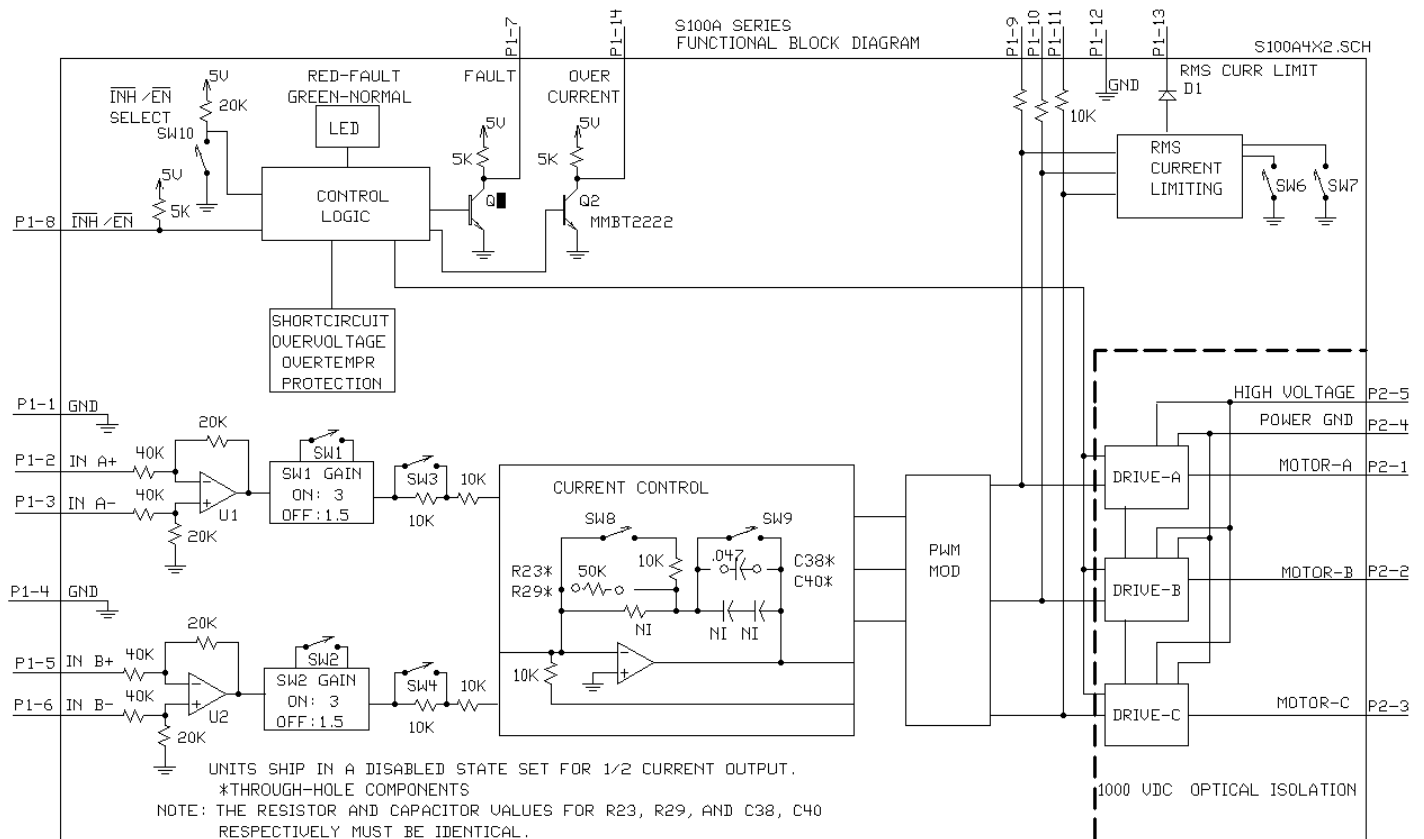 S100A SERIES
FUNCTIONAL BLOCK DIAGRAM
P1-7
P1-14
P1-9
P1-10
P1-11
P1-12
P1-13
S100A4X2.SCH
INH/EN
SELECT
SW10
5V
20K
RED-FAULT
GREEN-NORMAL
LED
FAULT
OVER
CURRENT
5V
5K
Q
5V
5K
Q2
MMBT2222
10K
GND
RMS CURR LIMIT
D1
RMS
CURRENT
LIMITING
SW6
SW7
5V
5K
P1-8 INH/EN
CONTROL
LOGIC
SHORTCIRCUIT
OVERVOLTAGE
OVERTEMPR
PROTECTION
P1-1 GND
P1-2 IN A+
P1-3 IN A-
40K
40K
20K
20K
U1
SW1
SW1 GAIN
ON: 3
OFF:1.5
SW3
10K
10K
P1-4 GND
P1-5 IN B+
P1-6 IN B-
40K
40K
20K
20K
U2
SW2
SW2 GAIN
ON: 3
OFF:1.5
SW4
10K
10K
CURRENT CONTROL
SW8
SW9
R23*
R29*
50K
10K
.047
C38*
C40*
NI
NI NI
10K
PWM
MOD
HIGH VOLTAGE P2-5
POWER GND P2-4
DRIVE-A
MOTOR-A P2-1
DRIVE-B
MOTOR-B P2-2
DRIVE-C
MOTOR-C P2-3
1000 VDC OPTICAL ISOLATION
UNITS SHIP IN A DISABLED STATE SET FOR 1/2 CURRENT OUTPUT.
*THROUGH-HOLE COMPONENTS
NOTE: THE RESISTOR AND CAPACITOR VALUES FOR R23, R29, AND C38, C40
RESPECTIVELY MUST BE IDENTICAL.